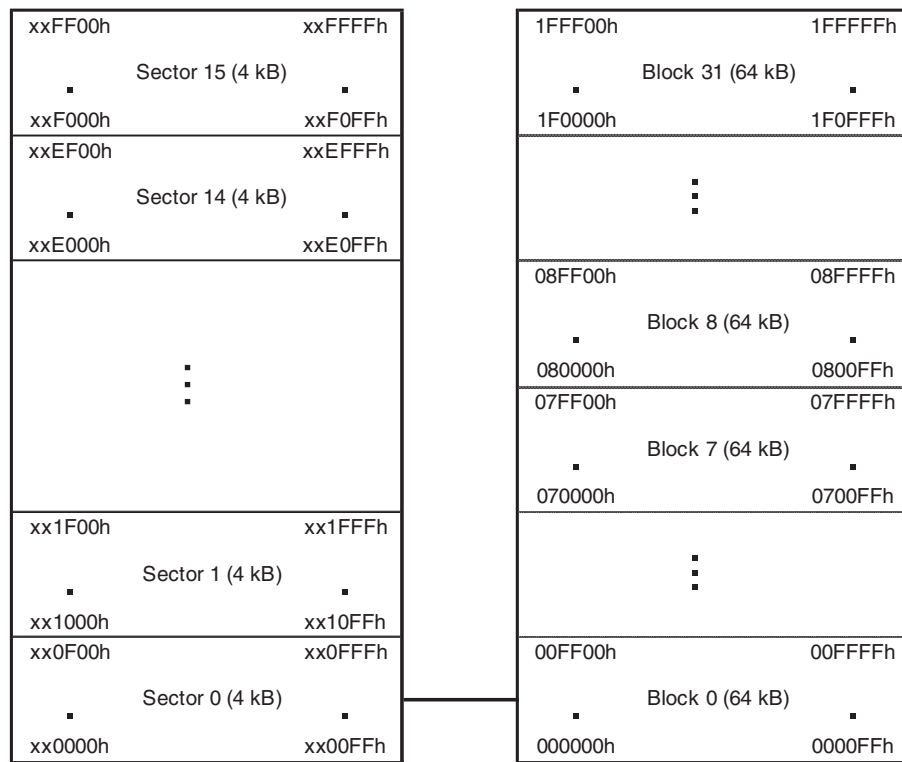 xxFF00h xxFFFFh
Sector 15 (4 kB)
xxF000h xxF0FFh
xxEF00h xxEFFFh
Sector 14 (4 kB)
xxE000h xxE0FFh
xx1F00h xx1FFFh
Sector 1 (4 kB)
xx1000h xx10FFh
xx0F00h xx0FFFh
Sector 0 (4 kB)
xx0000h xx00FFh
1FFF00h 1FFFFFh
Block 31 (64 kB)
1F0000h 1F0FFFh
08FF00h 08FFFFh
Block 8 (64 kB)
080000h 0800FFh
07FF00h 07FFFFh
Block 7 (64 kB)
070000h 0700FFh
00FF00h 00FFFFh
Block 0 (64 kB)
000000h 0000FFh